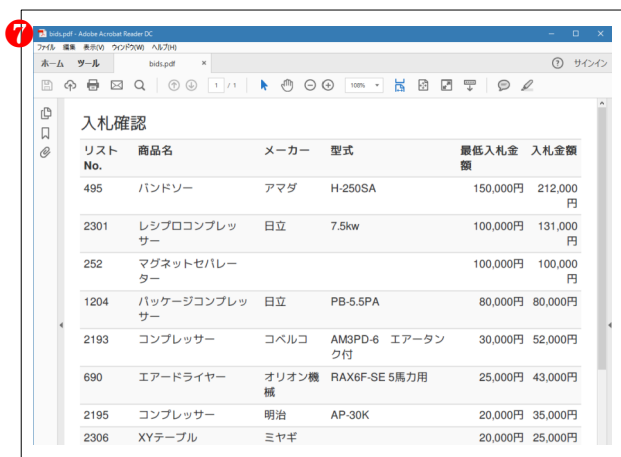 7
bids.pdf - Adobe Acrobat Reader DC
ファイル 編集 表示(V) ウィンドウ(W) ヘルプ(H)
ホーム ツール bids.pdf × サインイン
1 / 1 108%
入札確認
リスト 商品名 メーカー 型式 最低入札金 入札金額
No. 額
495 バンドソー アマダ H-250SA 150,000円 212,000
円
2301 レシプロコンプレッ 日立 7.5kw 100,000円 131,000
サー 円
252 マグネットセパレー 100,000円 100,000
ター 円
1204 パッケージコンプレッ 日立 PB-5.5PA 80,000円 80,000円
サー
2193 コンプレッサー コベルコ AM3PD-6 エアータン 30,000円 52,000円
ク付
690 エアードライヤー オリオン機 RAX6F-SE 5馬力用 25,000円 43,000円
械
2195 コンプレッサー 明治 AP-30K 20,000円 35,000円
2306 XYテーブル ミヤギ 20,000円 25,000円